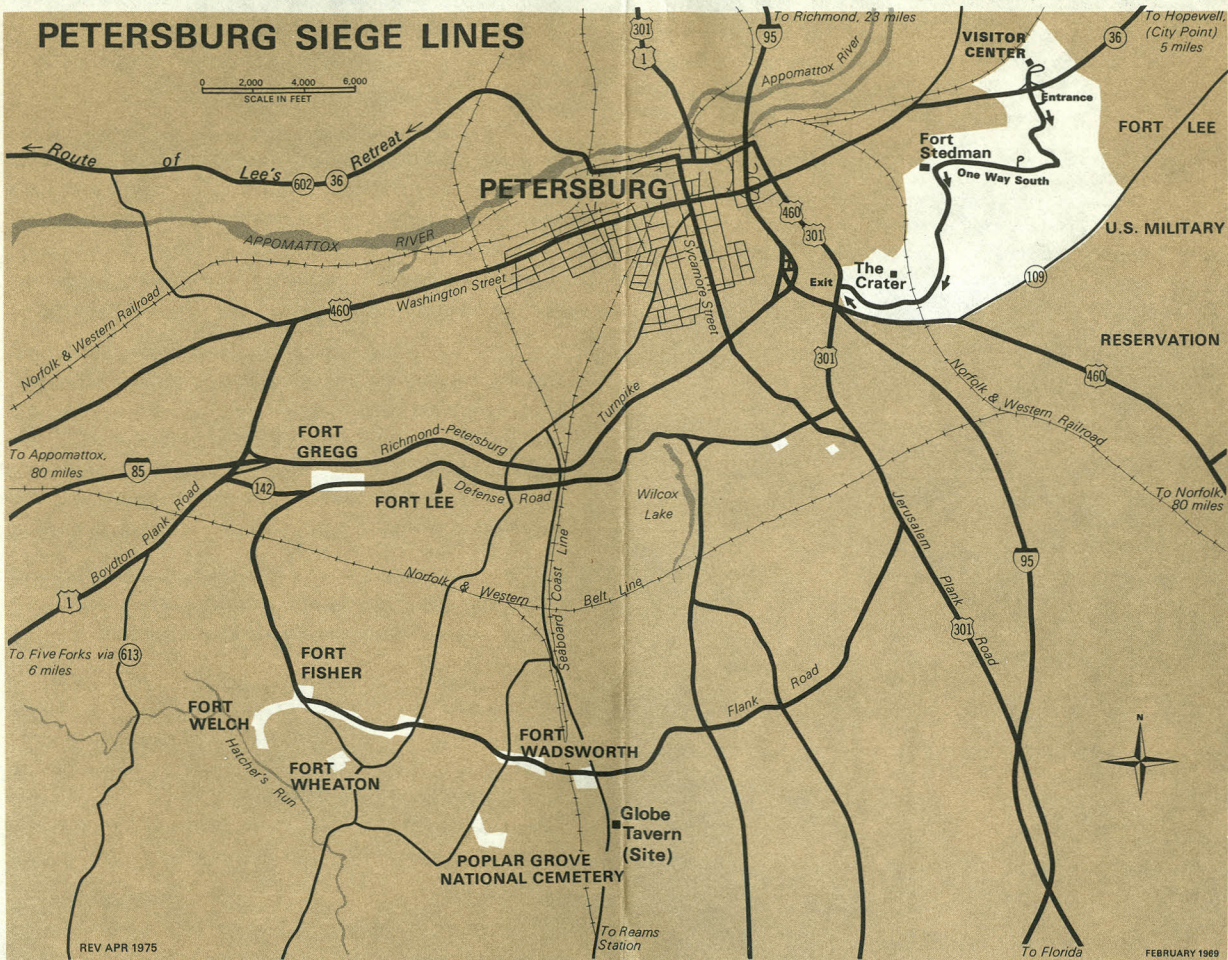 PETERSBURG SIEGE LINES
0 2,000 4,000 6,000
SCALE IN FEET
301
1
95
To Richmond, 23 miles
Appomattox River
VISITOR
CENTER
36
To Hopewell,
(City Point)
5 miles
Entrance
FORT LEE
Fort
Stedman
One Way South
Route of Lee's 602 36 Retreat
PETERSBURG
460
301
U.S. MILITARY
APPOMATTOX RIVER
Sycamore Street
The
Crater
Exit
109
Norfolk & Western Railroad
460
Washington Street
RESERVATION
301
460
Norfolk & Western Railroad
Turnpike
Richmond-Petersburg
FORT
GREGG
To Appomattox,
80 miles
85
142
FORT LEE
Defense Road
Wilcox
Lake
To Norfolk,
80 miles
Boydton Plank Road
1
Jerusalem Plank Road
301
95
Norfolk & Western Belt Line
Seaboard Coast Line
To Five Forks via 613
6 miles
FORT
FISHER
FORT
WELCH
Flank Road
FORT
WADSWORTH
N
FORT
WHEATON
Hatcher's Run
Globe
Tavern
(Site)
POPLAR GROVE
NATIONAL CEMETERY
To Reams
Station
REV APR 1975
To Florida
FEBRUARY 1969